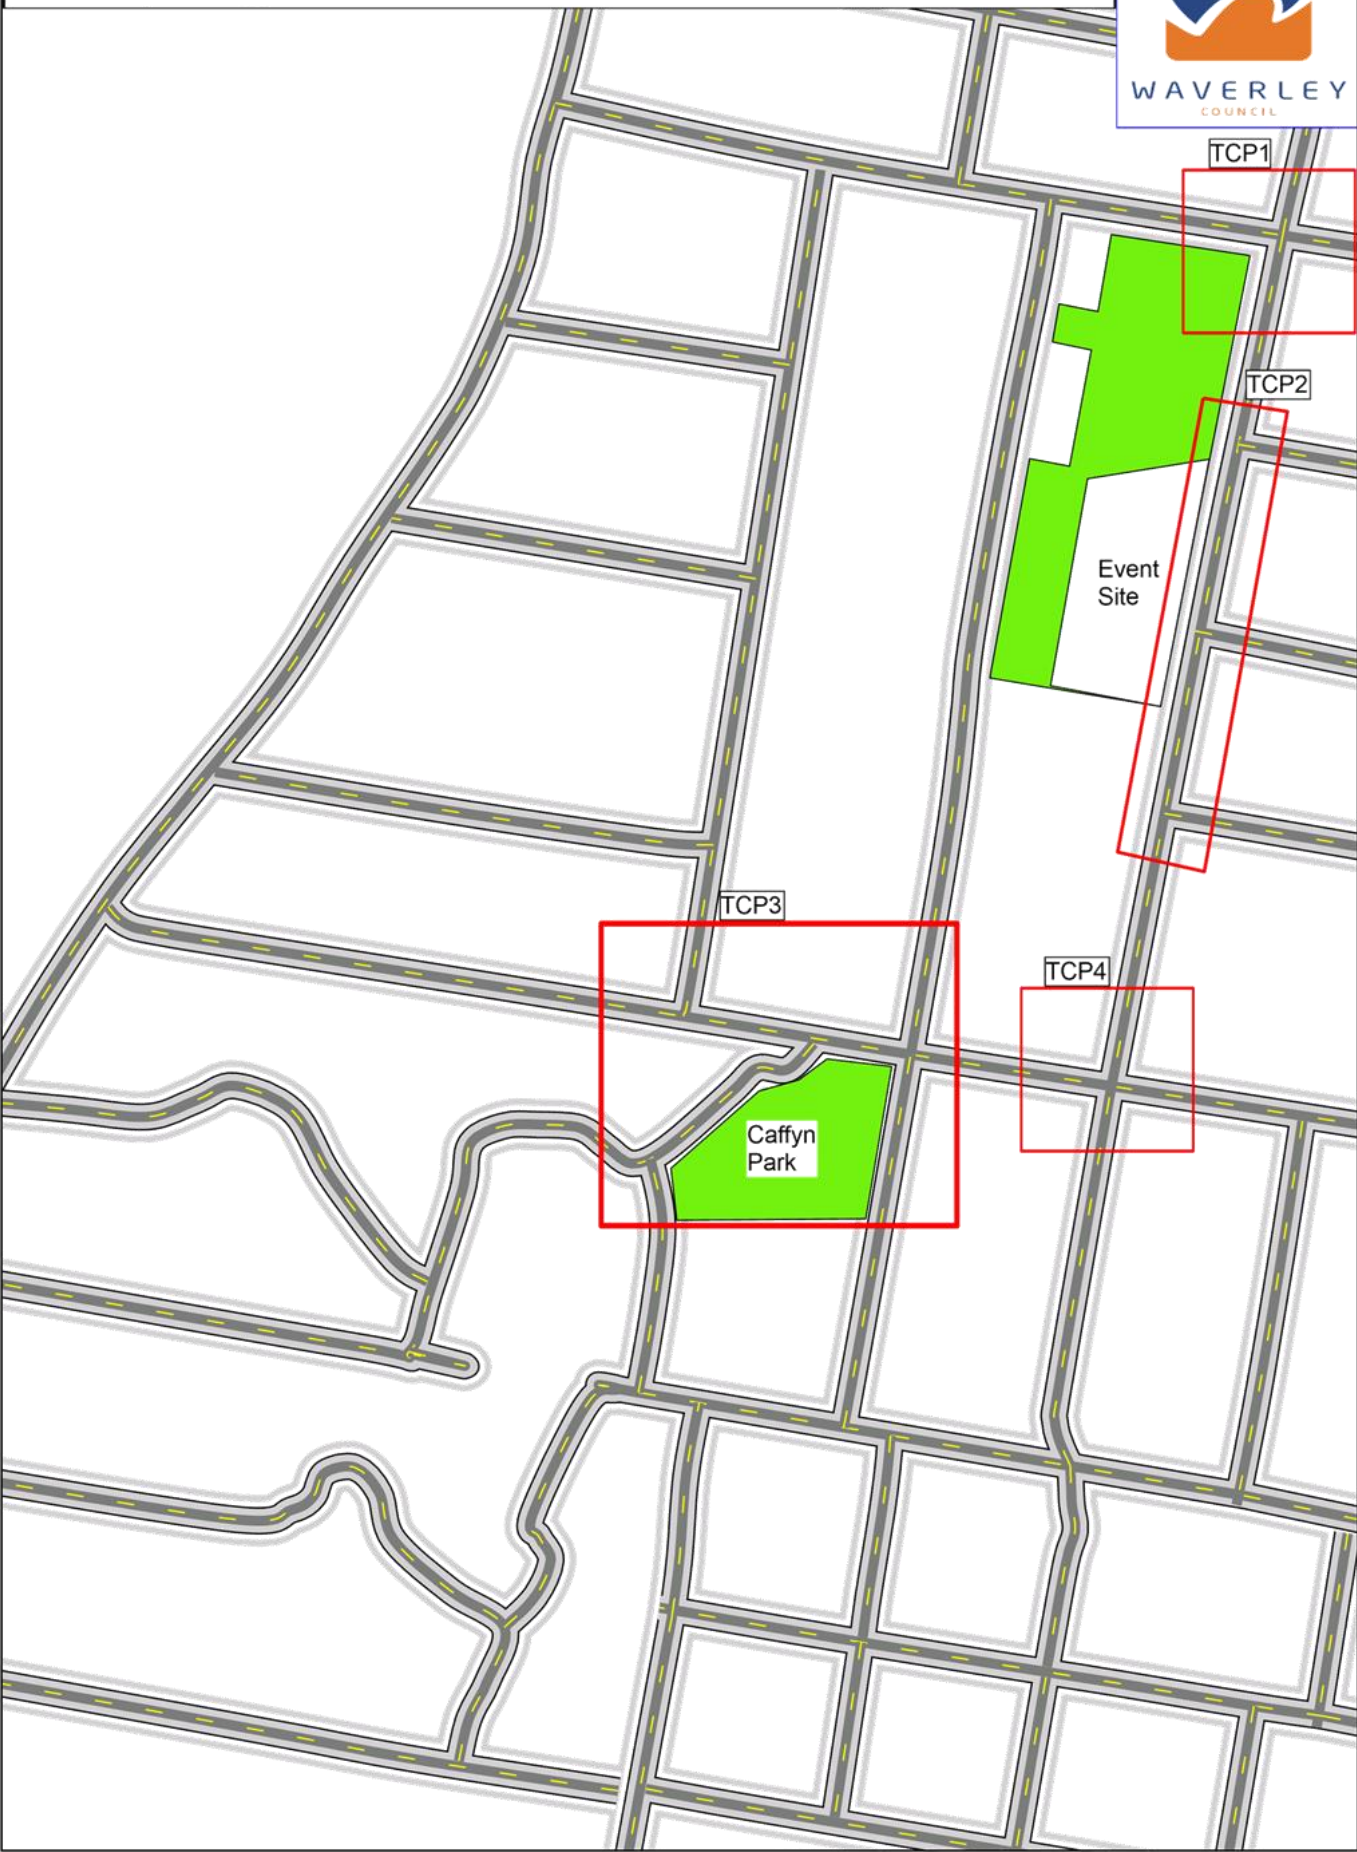 WAVERLEY
COUNCIL
TCP1
TCP2
Event
Site
TCP3
TCP4
Caffyn
Park